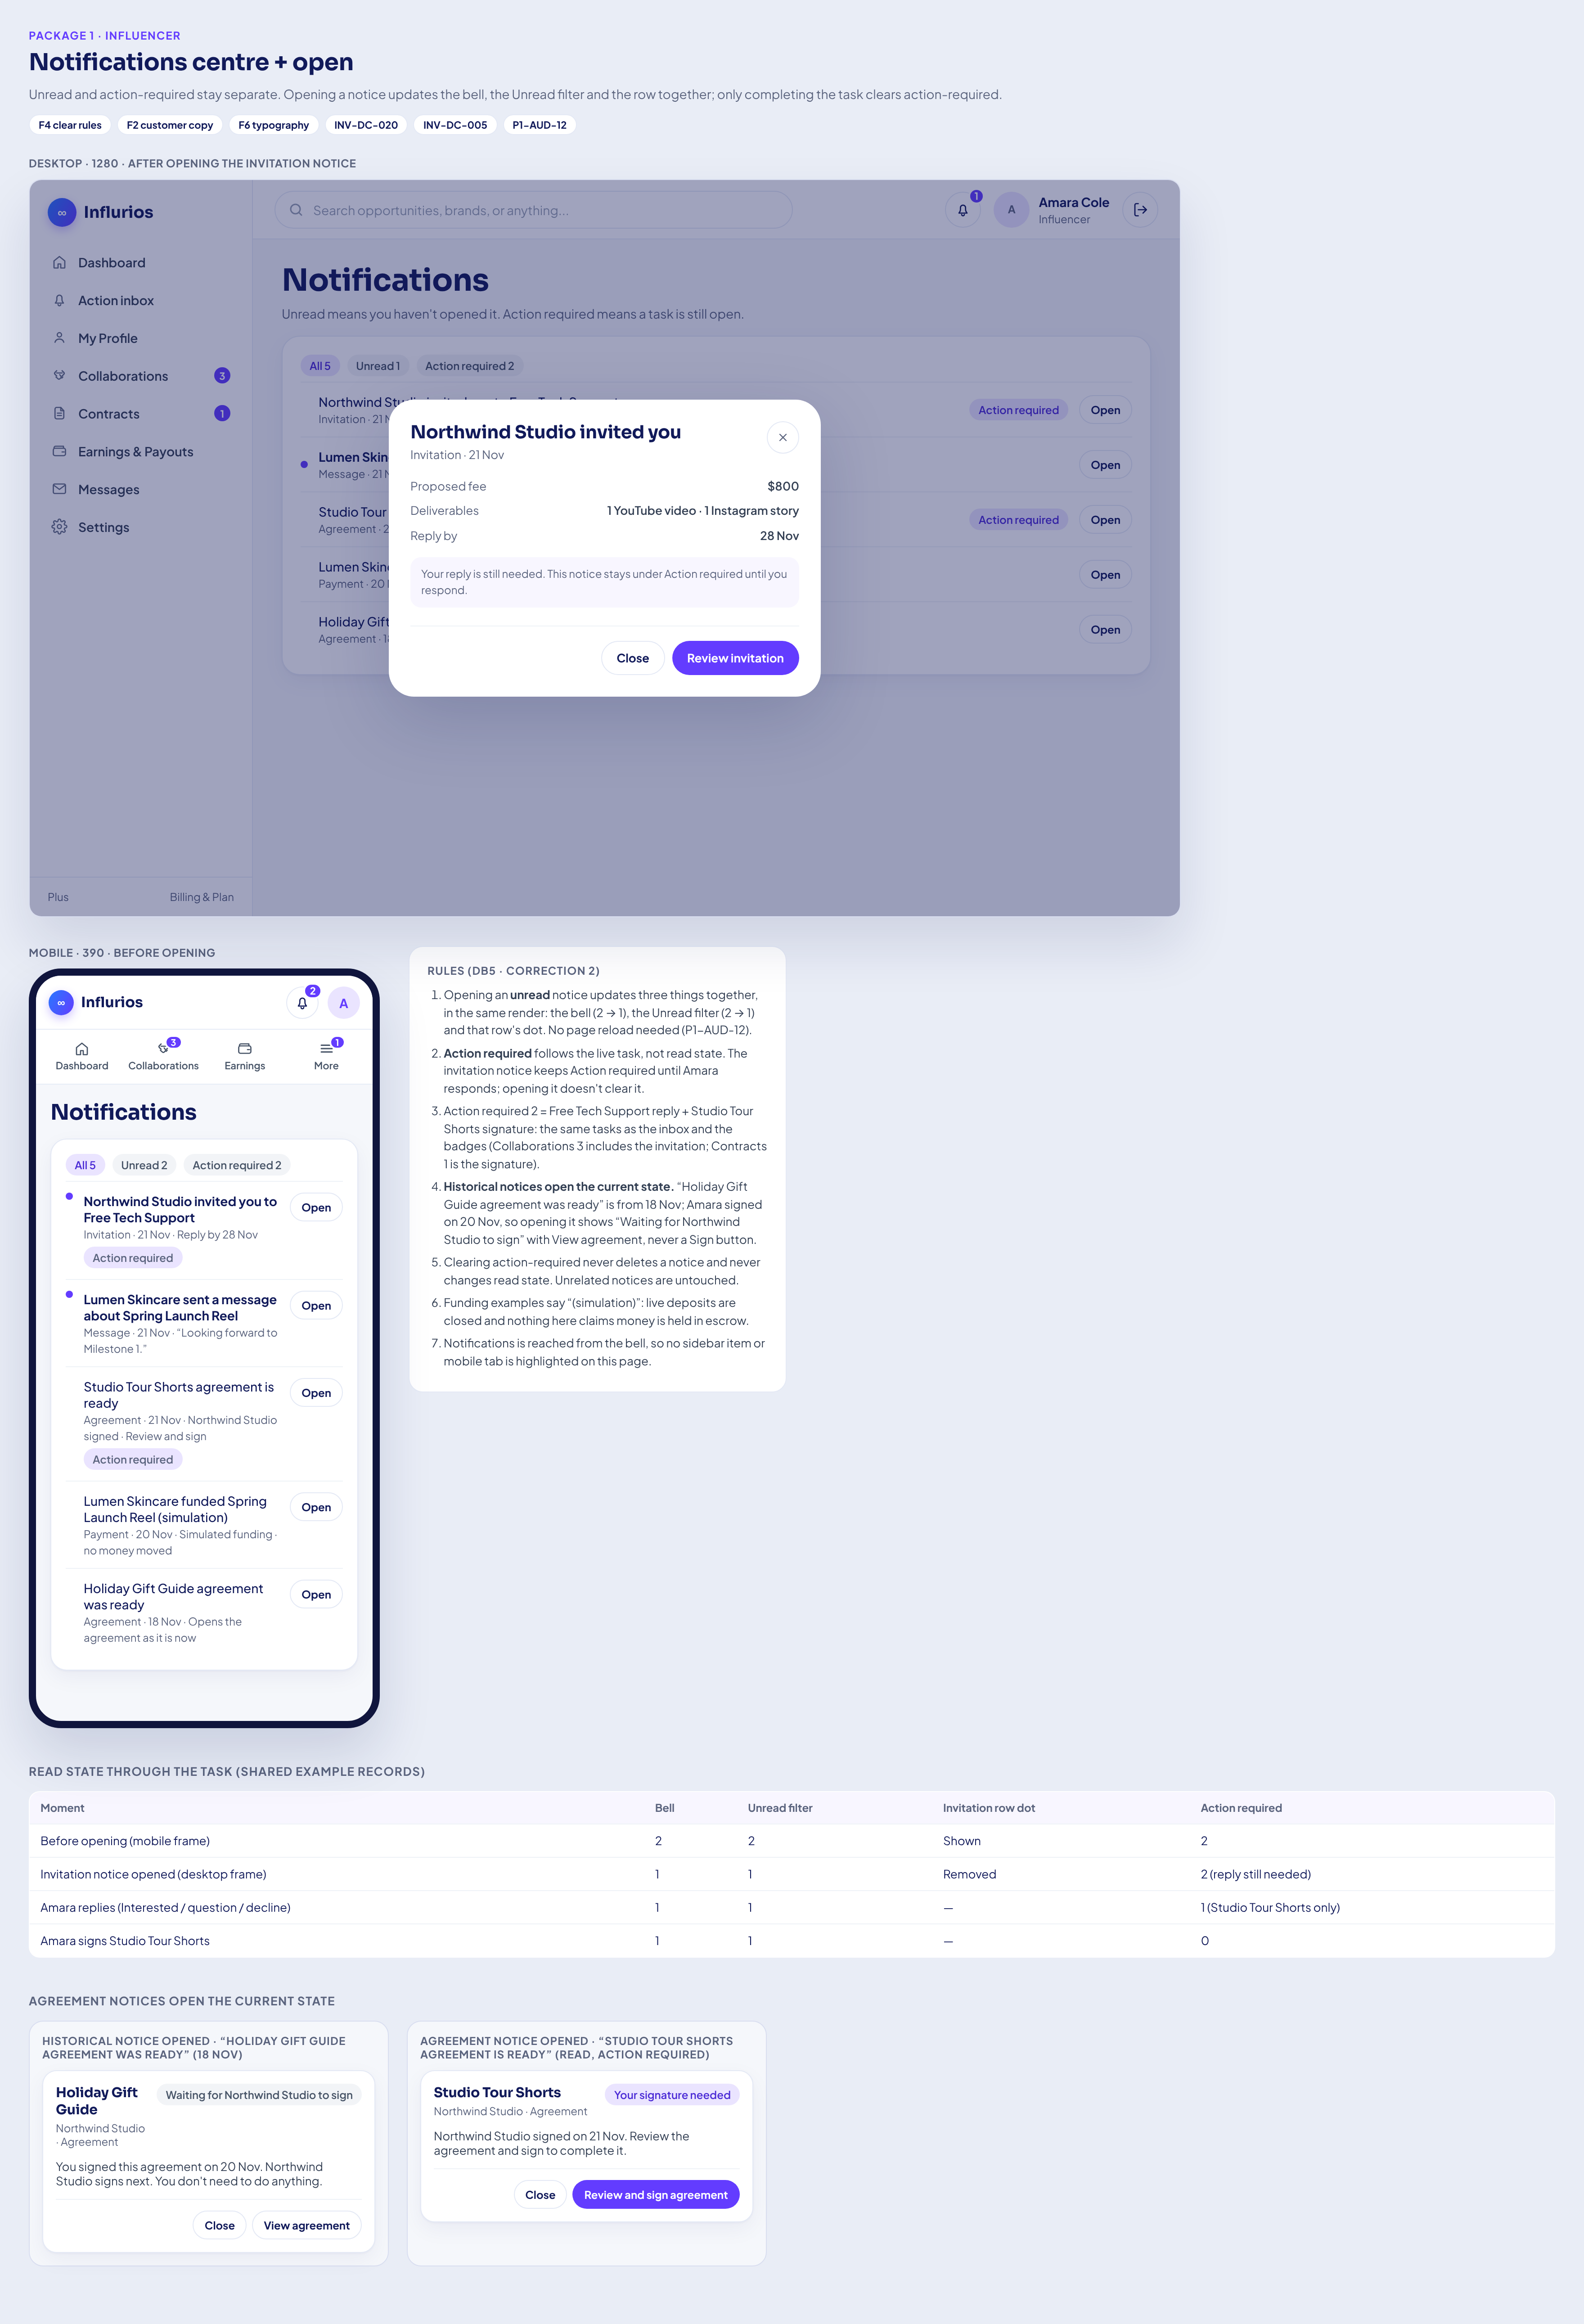 PACKAGE 1 · INFLUENCER
Notifications centre + open
Unread and action-required stay separate. Opening a notice updates the bell, the Unread filter and the row together; only completing the task clears action-required.
F4 clear rules
F2 customer copy
F6 typography
INV-DC-020
INV-DC-005
P1-AUD-12
DESKTOP · 1280 · AFTER OPENING THE INVITATION NOTICE
Influrios
Search opportunities, brands, or anything...
1
A
Amara Cole
Influencer
Dashboard
Action inbox
My Profile
Collaborations 3
Contracts 1
Earnings & Payouts
Messages
Settings
Plus
Billing & Plan
Notifications
Unread means you haven't opened it. Action required means a task is still open.
All 5
Unread 1
Action required 2
Northwind
Invitation · 21
Action required
Open
Lumen
Message · 21
Open
Studio Tour
Agreement
Action required
Open
Lumen
Payment · 20
Open
Holiday
Agreement
Open
Northwind Studio invited you
Invitation · 21 Nov
Proposed fee $800
Deliverables 1 YouTube video · 1 Instagram story
Reply by 28 Nov
Your reply is still needed. This notice stays under Action required until you
respond.
Close
Review invitation
MOBILE · 390 · BEFORE OPENING
Influrios
2
A
Dashboard
3
Collaborations
Earnings
1
More
Notifications
All 5
Unread 2
Action required 2
Northwind Studio invited you to
Free Tech Support
Invitation · 21 Nov · Reply by 28 Nov
Action required
Open
Lumen Skincare sent a message
about Spring Launch Reel
Message · 21 Nov · “Looking forward to
Milestone 1.”
Open
Studio Tour Shorts agreement is
ready
Agreement · 21 Nov · Northwind Studio
signed · Review and sign
Action required
Open
Lumen Skincare funded Spring
Launch Reel (simulation)
Payment · 20 Nov · Simulated funding ·
no money moved
Open
Holiday Gift Guide agreement
was ready
Agreement · 18 Nov · Opens the
agreement as it is now
Open
RULES (DB5 · CORRECTION 2)
1. Opening an unread notice updates three things together,
in the same render: the bell (2 → 1), the Unread filter (2 → 1)
and that row's dot. No page reload needed (P1-AUD-12).
2. Action required follows the live task, not read state. The
invitation notice keeps Action required until Amara
responds; opening it doesn't clear it.
3. Action required 2 = Free Tech Support reply + Studio Tour
Shorts signature: the same tasks as the inbox and the
badges (Collaborations 3 includes the invitation; Contracts
1 is the signature).
4. Historical notices open the current state. “Holiday Gift
Guide agreement was ready” is from 18 Nov; Amara signed
on 20 Nov, so opening it shows “Waiting for Northwind
Studio to sign” with View agreement, never a Sign button.
5. Clearing action-required never deletes a notice and never
changes read state. Unrelated notices are untouched.
6. Funding examples say “(simulation)”: live deposits are
closed and nothing here claims money is held in escrow.
7. Notifications is reached from the bell, so no sidebar item or
mobile tab is highlighted on this page.
READ STATE THROUGH THE TASK (SHARED EXAMPLE RECORDS)
Moment Bell Unread filter Invitation row dot Action required
Before opening (mobile frame) 2 2 Shown 2
Invitation notice opened (desktop frame) 1 1 Removed 2 (reply still needed)
Amara replies (Interested / question / decline) 1 1 — 1 (Studio Tour Shorts only)
Amara signs Studio Tour Shorts 1 1 — 0
AGREEMENT NOTICES OPEN THE CURRENT STATE
HISTORICAL NOTICE OPENED · “HOLIDAY GIFT GUIDE
AGREEMENT WAS READY” (18 NOV)
Holiday Gift
Guide
Northwind Studio
· Agreement
Waiting for Northwind Studio to sign
You signed this agreement on 20 Nov. Northwind
Studio signs next. You don't need to do anything.
Close
View agreement
AGREEMENT NOTICE OPENED · “STUDIO TOUR SHORTS
AGREEMENT IS READY” (READ, ACTION REQUIRED)
Studio Tour Shorts
Northwind Studio · Agreement
Your signature needed
Northwind Studio signed on 21 Nov. Review the
agreement and sign to complete it.
Close
Review and sign agreement